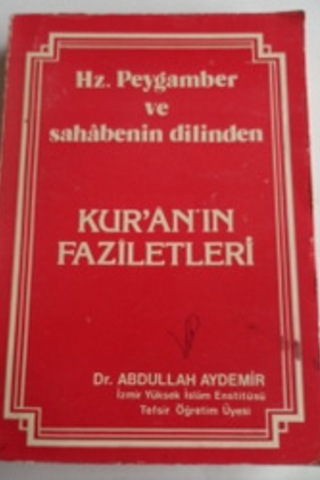 Hz. Peygamber
ve
sahâbenin dilinden
KUR'ÂN'IN
FAZİLETLERİ
Dr. ABDULLAH AYDEMİR
İzmir Yüksek İslâm Enstitüsü
Tefsir Öğretim Üyesi